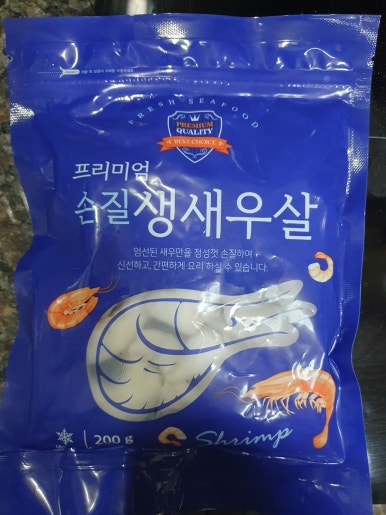 FRESH SEAFOOD
PREMIUM
QUALITY
BEST CHOICE
프리미엄
손질생새우살
엄선된 새우만을 정성껏 손질하여
신선하고, 간편하게 요리 하실 수 있습니다.
200 g
Shrimp